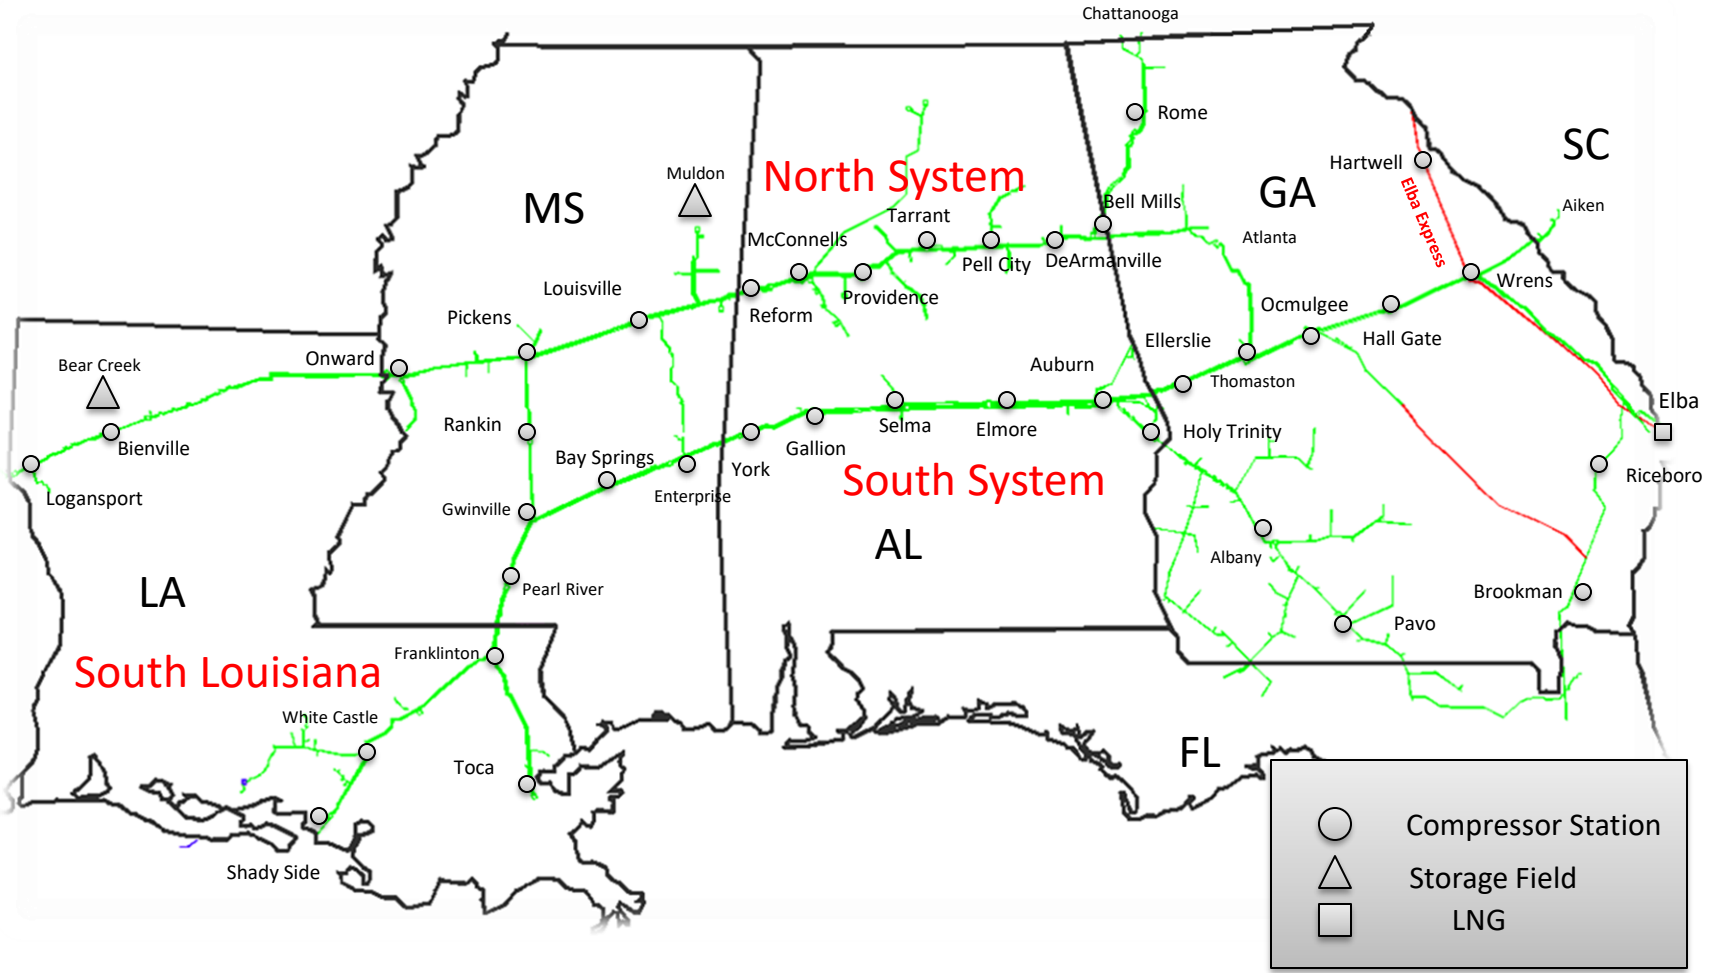 Chattanooga
Rome
SC
Hartwell
Muldon
North System
MS
GA
Elba Express
Bell Mills
Aiken
Tarrant
McConnells
Atlanta
Pell City
DeArmanville
Louisville
Providence
Wrens
Reform
Ocmulgee
Pickens
Hall Gate
Ellerslie
Onward
Bear Creek
Auburn
Thomaston
Elba
Rankin
Selma
Elmore
Holy Trinity
Bienville
Gallion
Bay Springs
York
South System
Riceboro
Logansport
Enterprise
Gwinville
AL
Albany
LA
Pearl River
Brookman
Pavo
Franklinton
South Louisiana
White Castle
FL
Toca
Compressor Station
Shady Side
Storage Field
LNG